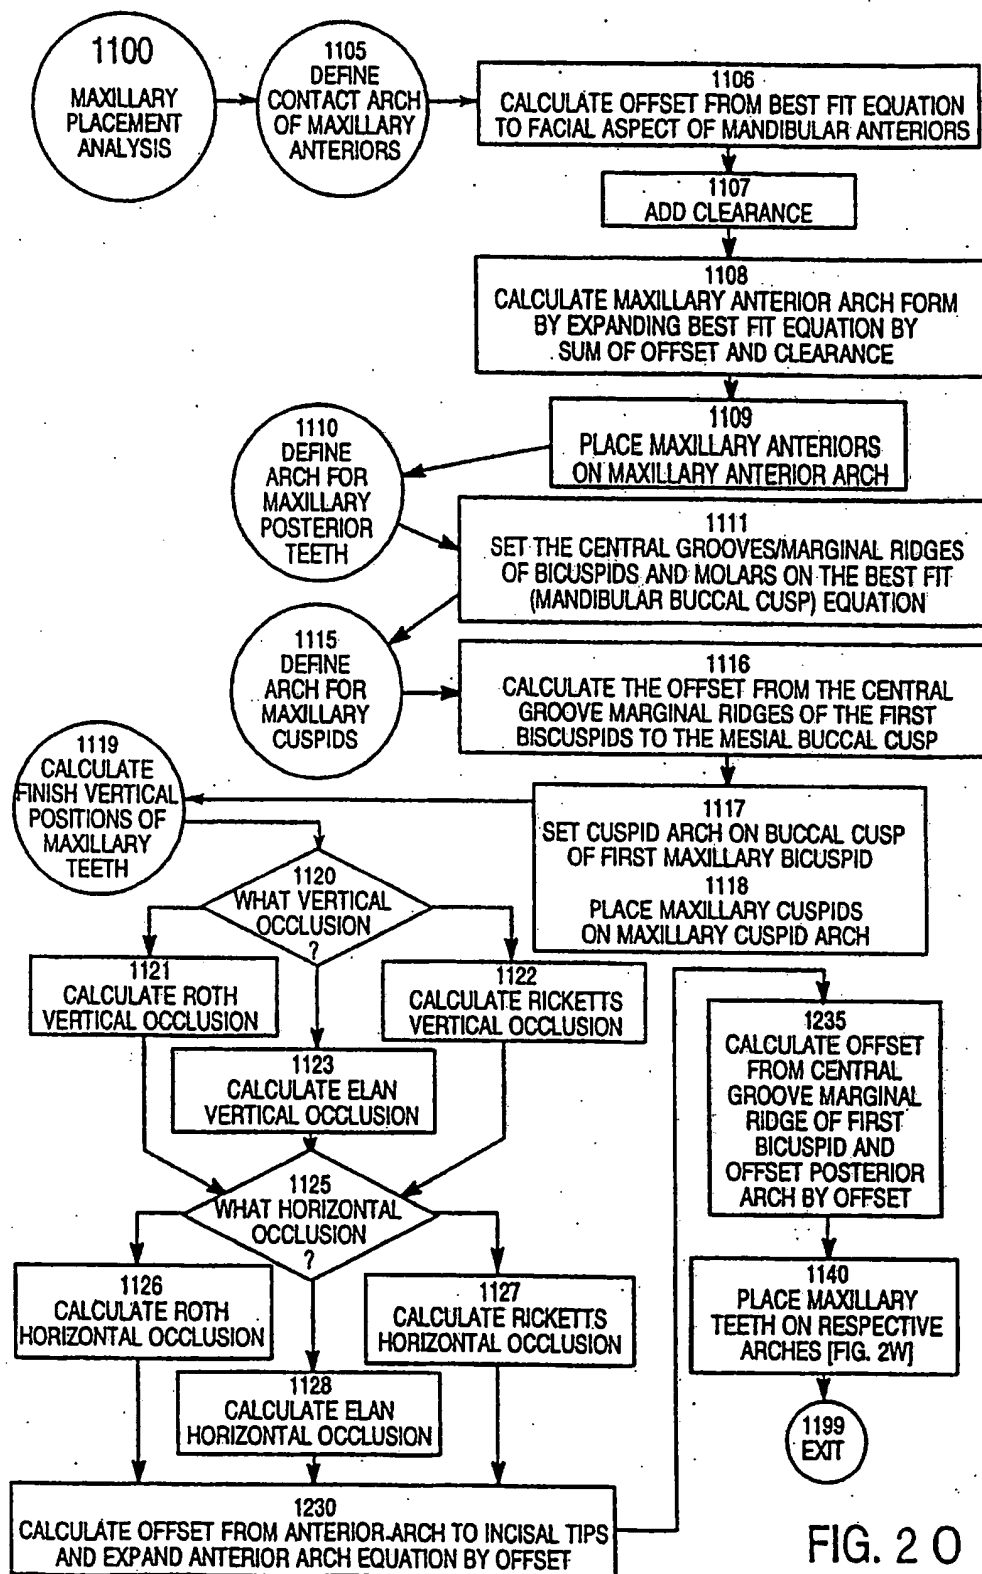 1100
MAXILLARY
PLACEMENT
ANALYSIS
1105
DEFINE
CONTACT ARCH
OF MAXILLARY
ANTERIORS
1106
CALCULATE OFFSET FROM BEST FIT EQUATION
TO FACIAL ASPECT OF MANDIBULAR ANTERIORS
1107
ADD CLEARANCE
1108
CALCULATE MAXILLARY ANTERIOR ARCH FORM
BY EXPANDING BEST FIT EQUATION BY
SUM OF OFFSET AND CLEARANCE
1109
PLACE MAXILLARY ANTERIORS
ON MAXILLARY ANTERIOR ARCH
1110
DEFINE
ARCH FOR
MAXILLARY
POSTERIOR
TEETH
1111
SET THE CENTRAL GROOVES/MARGINAL RIDGES
OF BICUSPIDS AND MOLARS ON THE BEST FIT
(MANDIBULAR BUCCAL CUSP) EQUATION
1115
DEFINE
ARCH FOR
MAXILLARY
CUSPIDS
1116
CALCULATE THE OFFSET FROM THE CENTRAL
GROOVE MARGINAL RIDGES OF THE FIRST
BISCUSPIDS TO THE MESIAL BUCCAL CUSP
1117
SET CUSPID ARCH ON BUCCAL CUSP
OF FIRST MAXILLARY BICUSPID
1118
PLACE MAXILLARY CUSPIDS
ON MAXILLARY CUSPID ARCH
1119
CALCULATE
FINISH VERTICAL
POSITIONS OF
MAXILLARY
TEETH
1120
WHAT VERTICAL
OCCLUSION
?
1121
CALCULATE ROTH
VERTICAL OCCLUSION
1122
CALCULATE RICKETTS
VERTICAL OCCLUSION
1123
CALCULATE ELAN
VERTICAL OCCLUSION
1125
WHAT HORIZONTAL
OCCLUSION
?
1126
CALCULATE ROTH
HORIZONTAL OCCLUSION
1127
CALCULATE RICKETTS
HORIZONTAL OCCLUSION
1128
CALCULATE ELAN
HORIZONTAL OCCLUSION
1230
CALCULATE OFFSET FROM ANTERIOR ARCH TO INCISAL TIPS
AND EXPAND ANTERIOR ARCH EQUATION BY OFFSET
1235
CALCULATE OFFSET
FROM CENTRAL
GROOVE MARGINAL
RIDGE OF FIRST
BICUSPID AND
OFFSET POSTERIOR
ARCH BY OFFSET
1140
PLACE MAXILLARY
TEETH ON RESPECTIVE
ARCHES [FIG. 2W]
1199
EXIT
FIG. 2 O